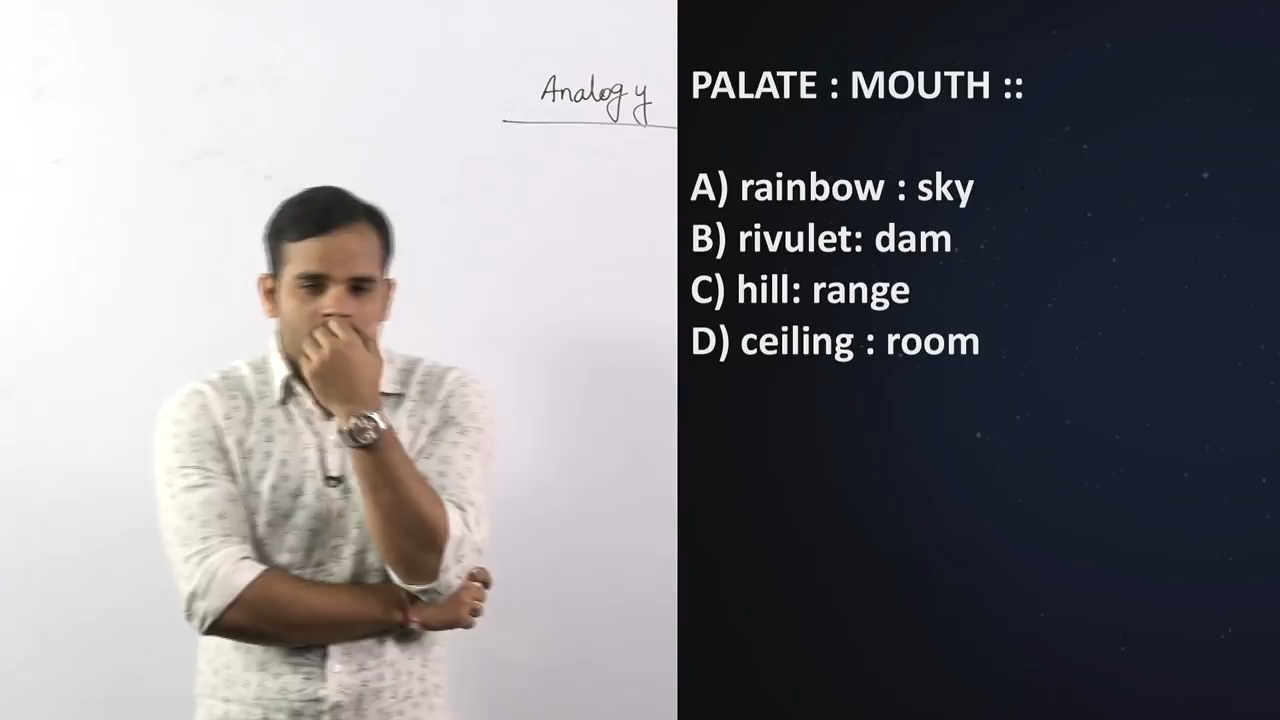 Analogy
PALATE : MOUTH ::
A) rainbow : sky
B) rivulet: dam
C) hill: range
D) ceiling : room